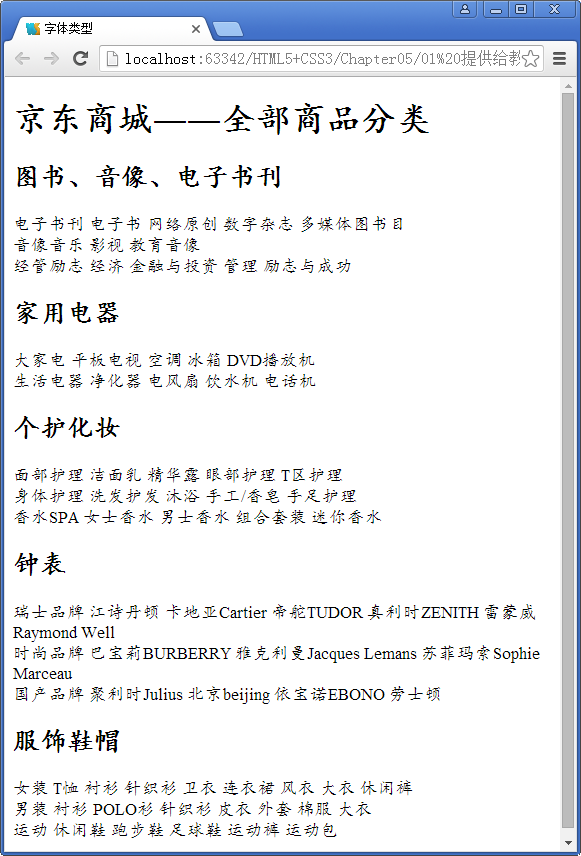 字体类型
localhost:63342/HTML5+CSS3/Chapter05/01%20提供给教
京东商城——全部商品分类
图书、音像、电子书刊
电子书刊 电子书 网络原创 数字杂志 多媒体图书目
音像音乐 影视 教育音像
经管励志 经济 金融与投资 管理 励志与成功
家用电器
大家电 平板电视 空调 冰箱 DVD播放机
生活电器 净化器 电风扇 饮水机 电话机
个护化妆
面部护理 洁面乳 精华露 眼部护理 T区护理
身体护理 洗发护发 沐浴 手工/香皂 手足护理
香水SPA 女士香水 男士香水 组合套装 迷你香水
钟表
瑞士品牌 江诗丹顿 卡地亚Cartier 帝舵TUDOR 真利时ZENITH 雷蒙威
Raymond Well
时尚品牌 巴宝莉BURBERRY 雅克利曼Jacques Lemans 苏菲玛索Sophie
Marceau
国产品牌 聚利时Julius 北京beijing 依宝诺EBONO 劳士顿
服饰鞋帽
女装 T恤 衬衫 针织衫 卫衣 连衣裙 风衣 大衣 休闲裤
男装 衬衫 POLO衫 针织衫 皮衣 外套 棉服 大衣
运动 休闲鞋 跑步鞋 足球鞋 运动裤 运动包